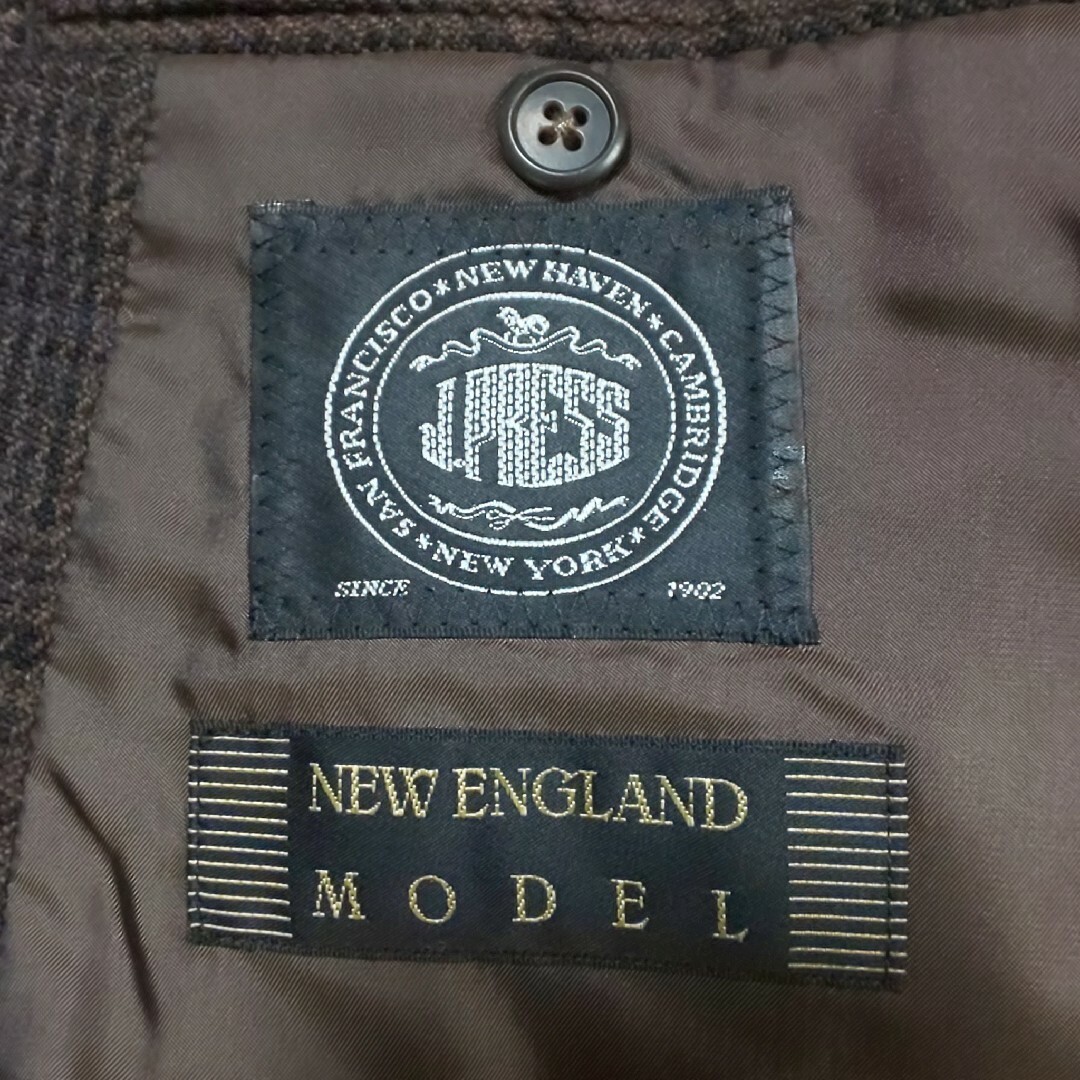 SAN FRANCISCO*NEW HAVEN*CAMBRIDGE*NEW YORK*
J.PRESS
SINCE 1902
NEW ENGLAND
MODEL